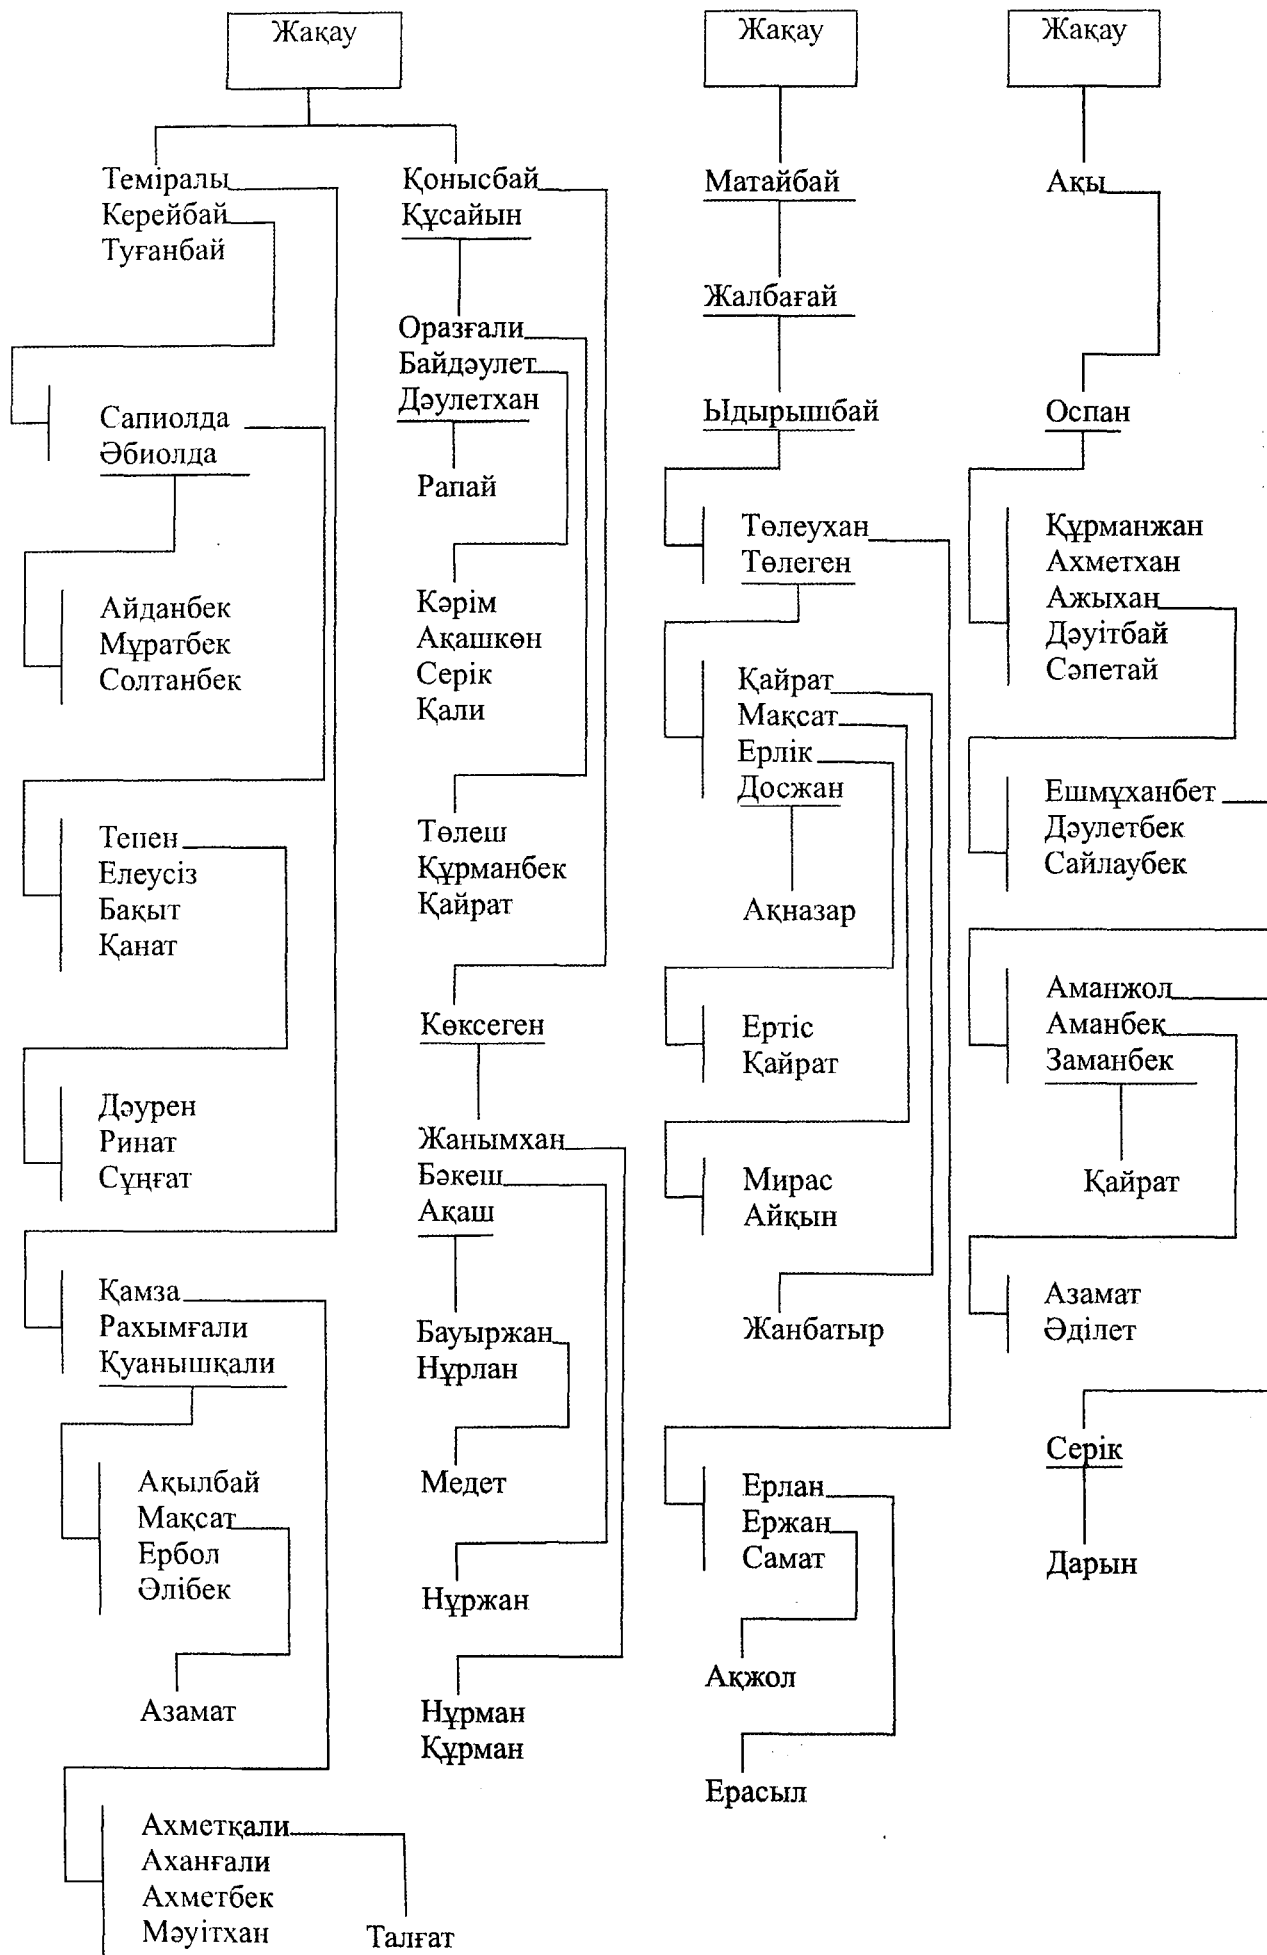 Жақау
Теміралы
Керейбай
Туғанбай
Сапиолда
Әбиолда
Айданбек
Мұратбек
Солтанбек
Тепен
Елеусіз
Бақыт
Қанат
Дәурен
Ринат
Сұңғат
Қамза
Рахымғали
Қуанышқали
Ақылбай
Мақсат
Ербол
Әлібек
Азамат
Ахметқали
Аханғали
Ахметбек
Мәуітхан
Талғат
Қонысбай
Құсайын
Оразғали
Байдәулет
Дәулетхан
Рапай
Кәрім
Ақашкөн
Серік
Қали
Төлеш
Құрманбек
Қайрат
Көксеген
Жанымхан
Бәкеш
Ақаш
Бауыржан
Нұрлан
Медет
Нұржан
Нұрман
Құрман
Жақау
Матайбай
Жалбағай
Ыдырышбай
Төлеухан
Төлеген
Қайрат
Мақсат
Ерлік
Досжан
Ақназар
Ертіс
Қайрат
Мирас
Айқын
Жанбатыр
Ерлан
Ержан
Самат
Ақжол
Ерасыл
Жақау
Ақы
Оспан
Құрманжан
Ахметхан
Ажыхан
Дәуітбай
Сәпетай
Ешмұханбет
Дәулетбек
Сайлаубек
Аманжол
Аманбек
Заманбек
Қайрат
Азамат
Әділет
Серік
Дарын